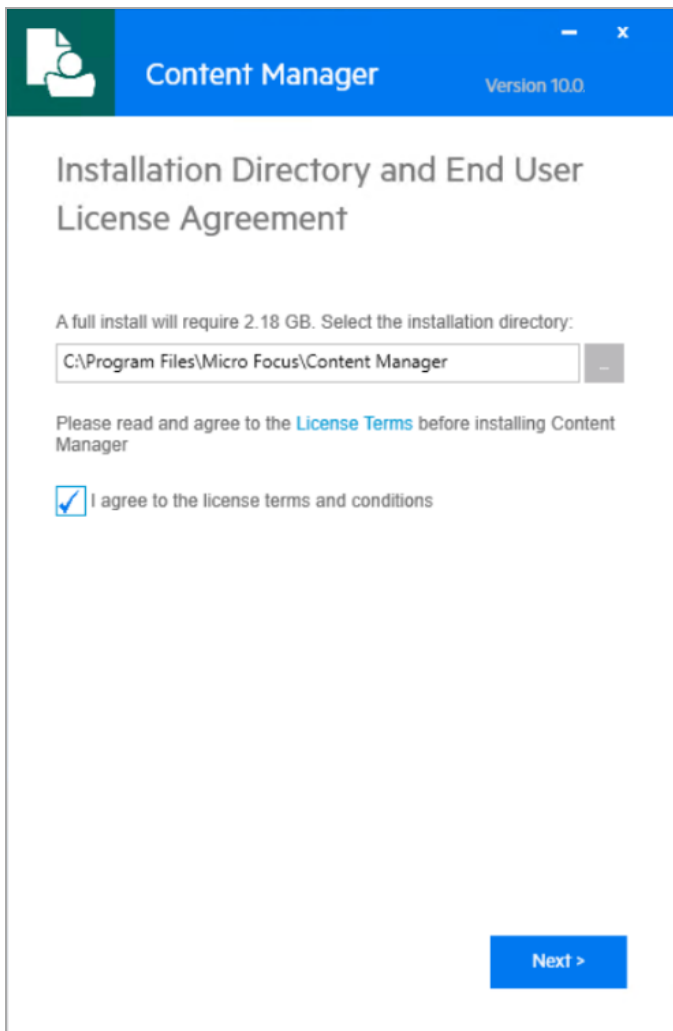 Content Manager
Version 10.0
Installation Directory and End User
License Agreement
A full install will require 2.18 GB. Select the installation directory:
C:\Program Files\Micro Focus\Content Manager
...
Please read and agree to the License Terms before installing Content
Manager
I agree to the license terms and conditions
Next >